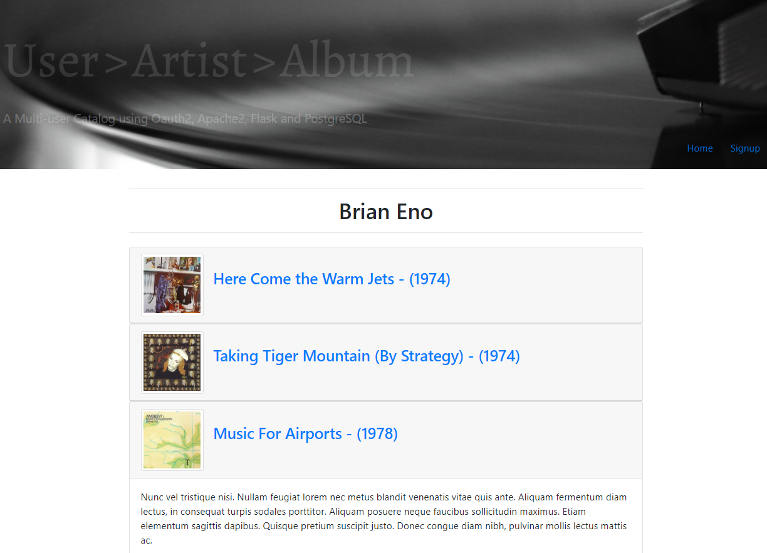 User>Artist>Album
A Multi-user Catalog using Oauth2, Apache2, Flask and PostgreSQL
Home Signup
Brian Eno
Here Come the Warm Jets - (1974)
Taking Tiger Mountain (By Strategy) - (1974)
Music For Airports - (1978)
Nunc vel tristique nisi. Nullam feugiat lorem nec metus blandit venenatis vitae quis ante. Aliquam fermentum diam
lectus, in consequat turpis sodales porttitor. Aliquam posuere neque faucibus sollicitudin maximus. Etiam
elementum sagittis dapibus. Quisque pretium suscipit justo. Donec congue diam nibh, pulvinar mollis lectus mattis
ac.